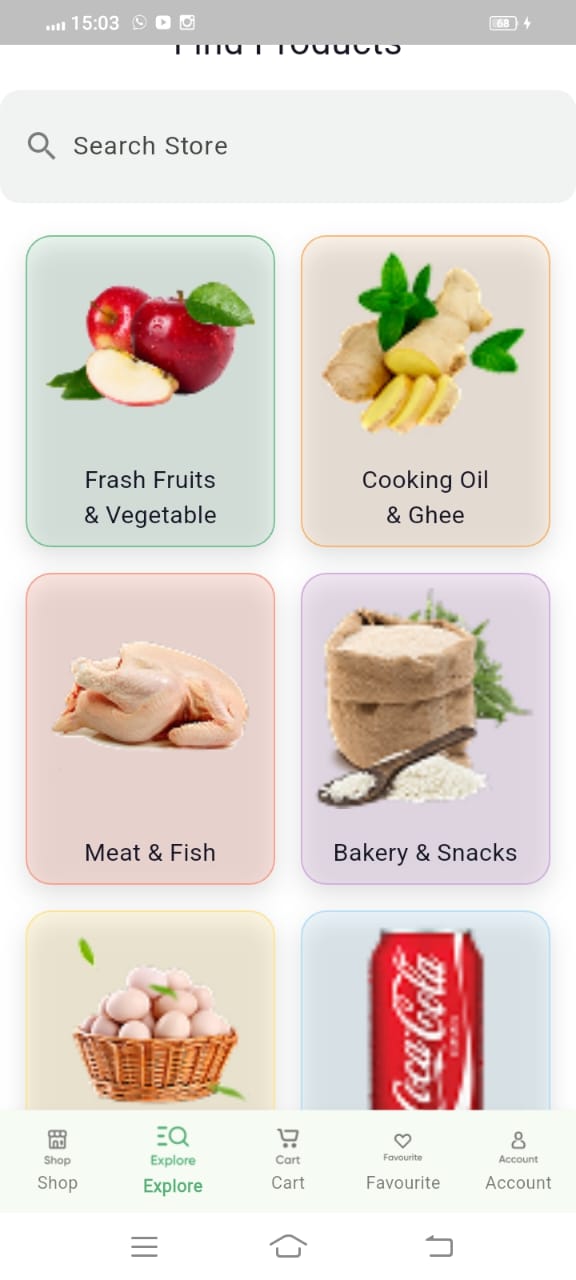 15:03
68
Find Products
Search Store
Frash Fruits
& Vegetable
Cooking Oil
& Ghee
Meat & Fish
Bakery & Snacks
Coca-Cola
Shop
Explore
Cart
Favourite
Account
Shop
Explore
Cart
Favourite
Account